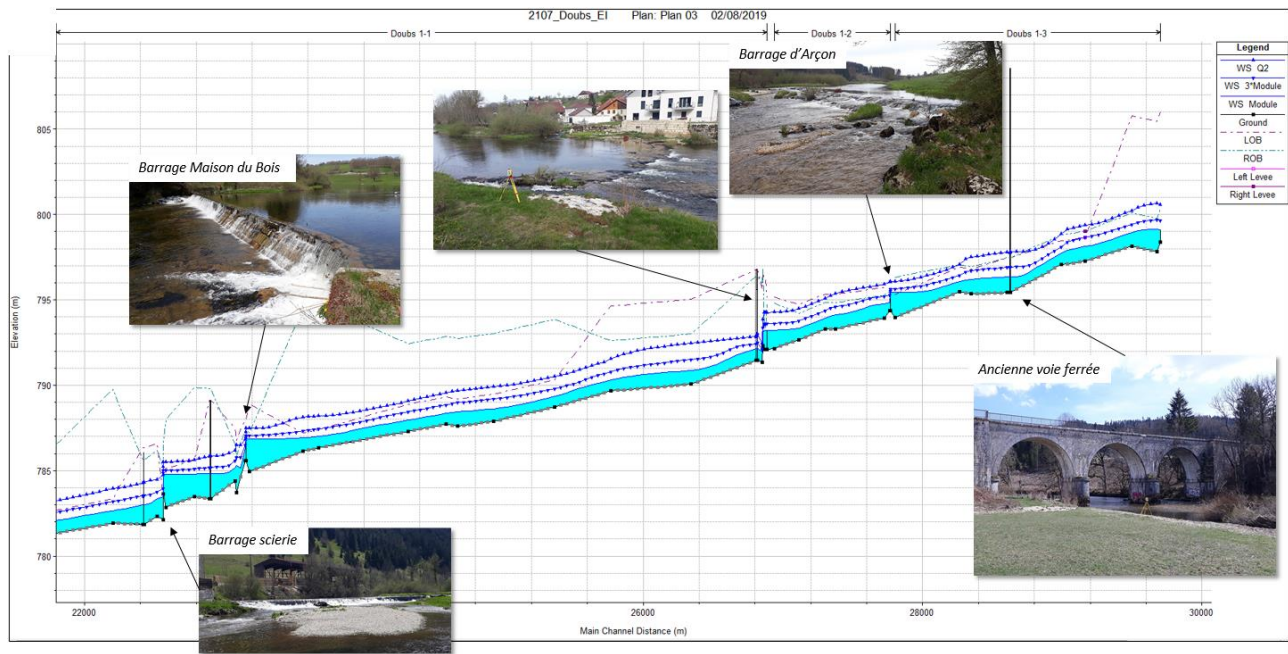 2107_Doubs_EI Plan: Plan 03 02/08/2019
Doubs 1-1
Doubs 1-2
Doubs 1-3
Legend
WS Q2
WS 3*Module
WS Module
Ground
LOB
ROB
Left Levee
Right Levee
Barrage d'Arçon
Barrage Maison du Bois
Ancienne voie ferrée
Barrage scierie
Elevation (m)
805
800
795
790
785
780
22000
26000
28000
30000
Main Channel Distance (m)